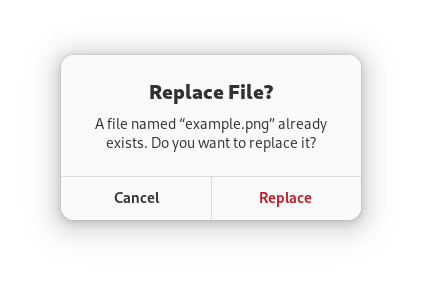 Replace File?
A file named “example.png” already
exists. Do you want to replace it?
Cancel
Replace